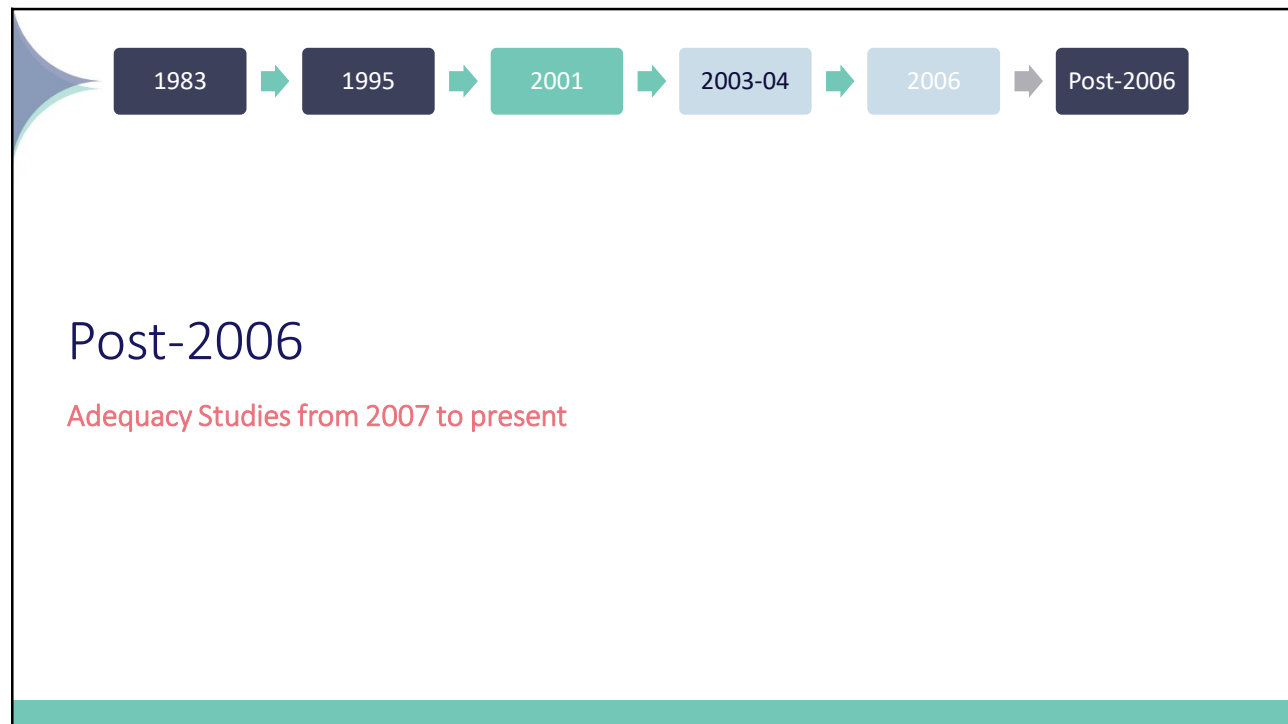 1983 1995 2001 2003-04 2006 Post-2006
Post-2006
Adequacy Studies from 2007 to present